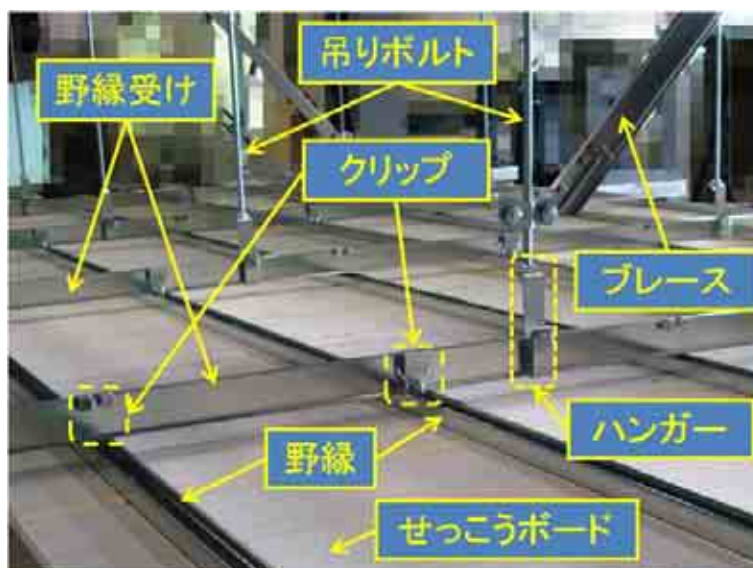 吊りボルト
野縁受け
クリップ
ブレース
ハンガー
野縁
せっこうボード